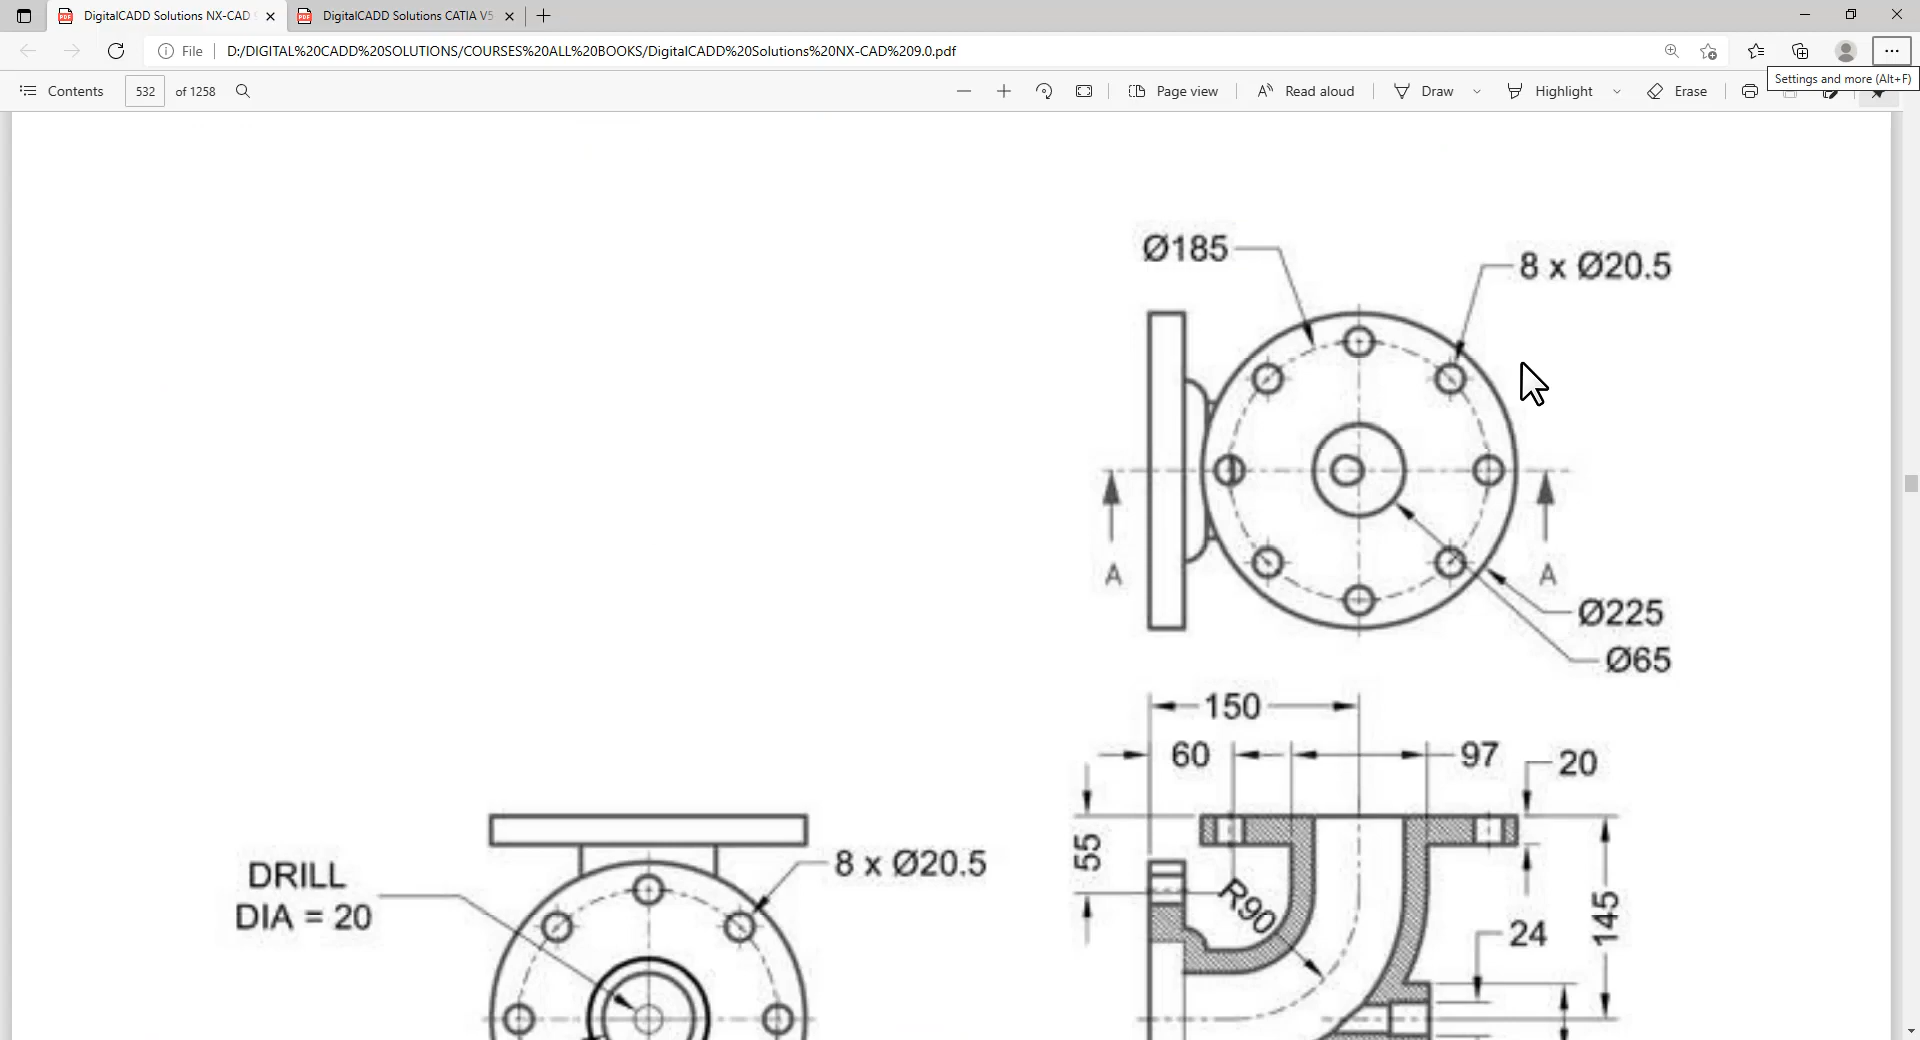 DigitalCADD Solutions NX-CAD
DigitalCADD Solutions CATIA V5
File
D:/DIGITAL%20CADD%20SOLUTIONS/COURSES%20ALL%20BOOKS/DigitalCADD%20Solutions%20NX-CAD%209.0.pdf
Settings and more (Alt+F)
Contents
532
of 1258
Page view
Read aloud
Draw
Highlight
Erase
Ø185
8 x Ø20.5
A
A
Ø225
Ø65
150
60
97
20
55
R90
145
24
DRILL
DIA = 20
8 x Ø20.5